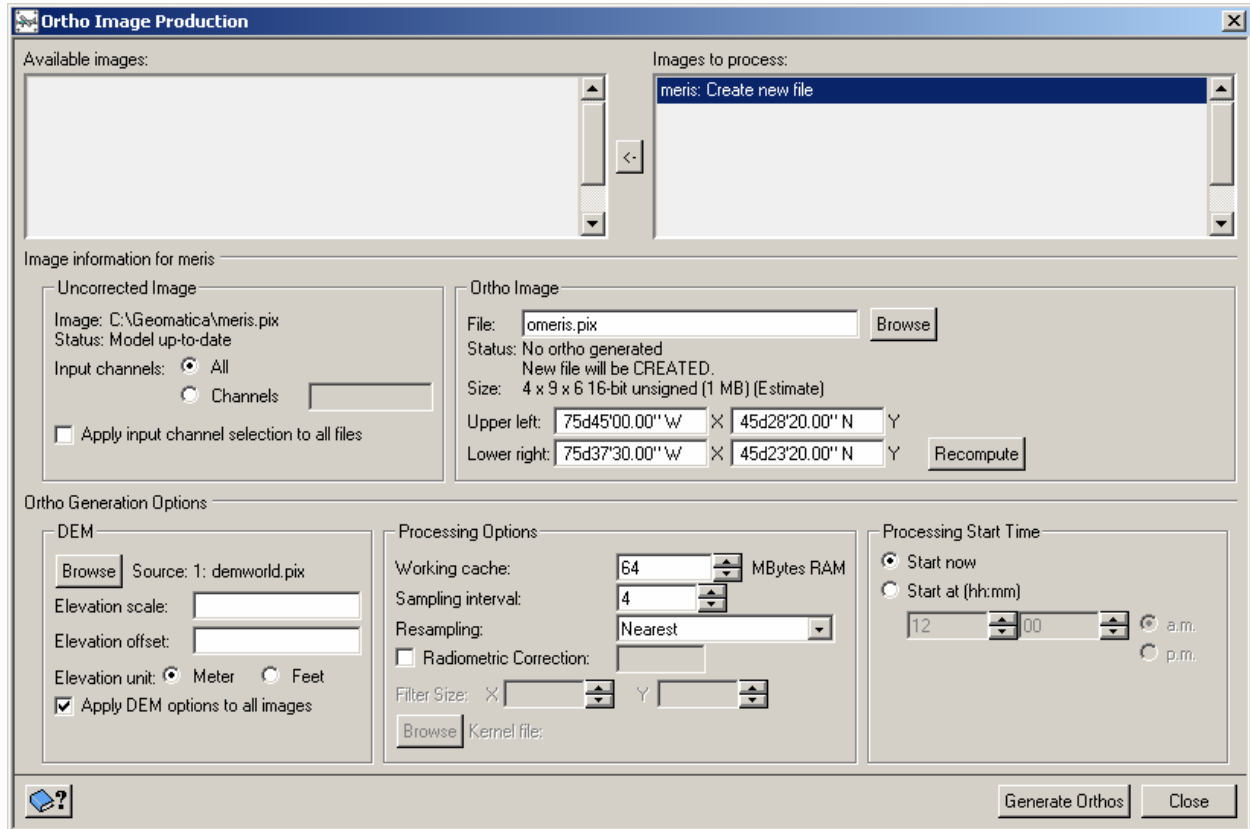 Ortho Image Production
Available images:
Images to process:
meris: Create new file
<-
Image information for meris
Uncorrected Image
Image: C:\Geomatica\meris.pix
Status: Model up-to-date
Input channels: All
Channels
Apply input channel selection to all files
Ortho Image
File: omeris.pix Browse
Status: No ortho generated
New file will be CREATED.
Size: 4 x 9 x 6 16-bit unsigned (1 MB) (Estimate)
Upper left: 75d45'00.00'' W X 45d28'20.00'' N Y
Lower right: 75d37'30.00'' W X 45d23'20.00'' N Y Recompute
Ortho Generation Options
DEM
Browse Source: 1: demworld.pix
Elevation scale:
Elevation offset:
Elevation unit: Meter Feet
Apply DEM options to all images
Processing Options
Working cache: 64 MBytes RAM
Sampling interval: 4
Resampling: Nearest
Radiometric Correction:
Filter Size: X Y
Browse Kernel file:
Processing Start Time
Start now
Start at (hh:mm)
12 :00 a.m.
p.m.
?
Generate Orthos Close